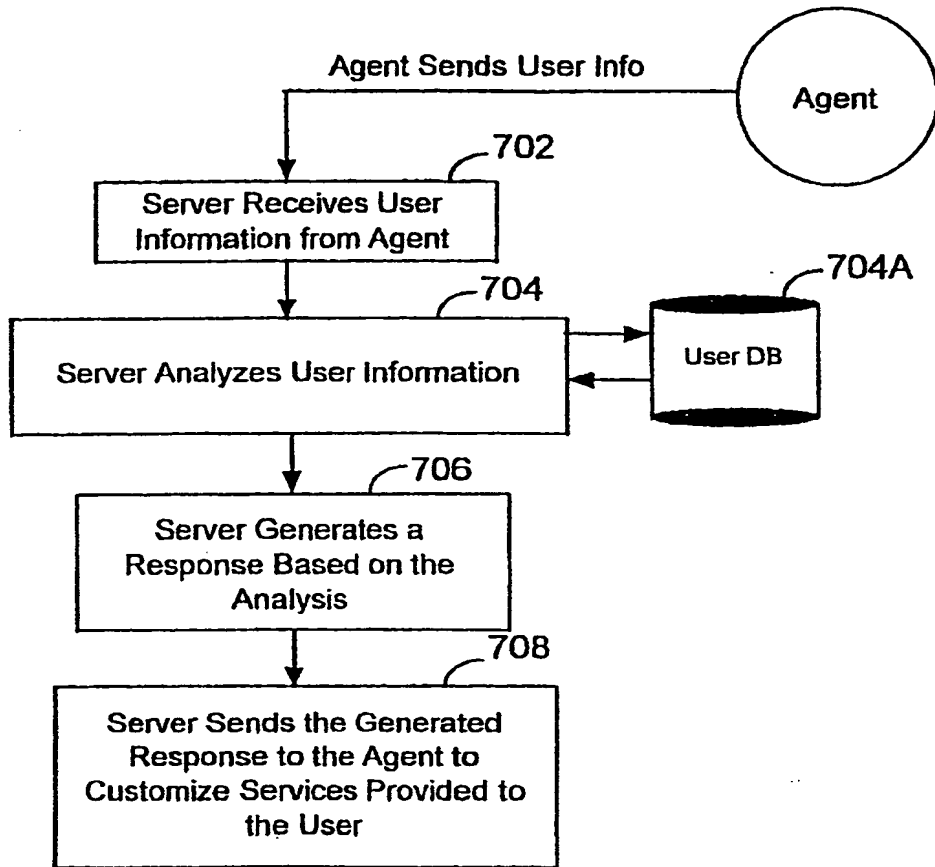 Agent Sends User Info
Agent
702
Server Receives User
Information from Agent
704
704A
Server Analyzes User Information
User DB
706
Server Generates a
Response Based on the
Analysis
708
Server Sends the Generated
Response to the Agent to
Customize Services Provided to
the User